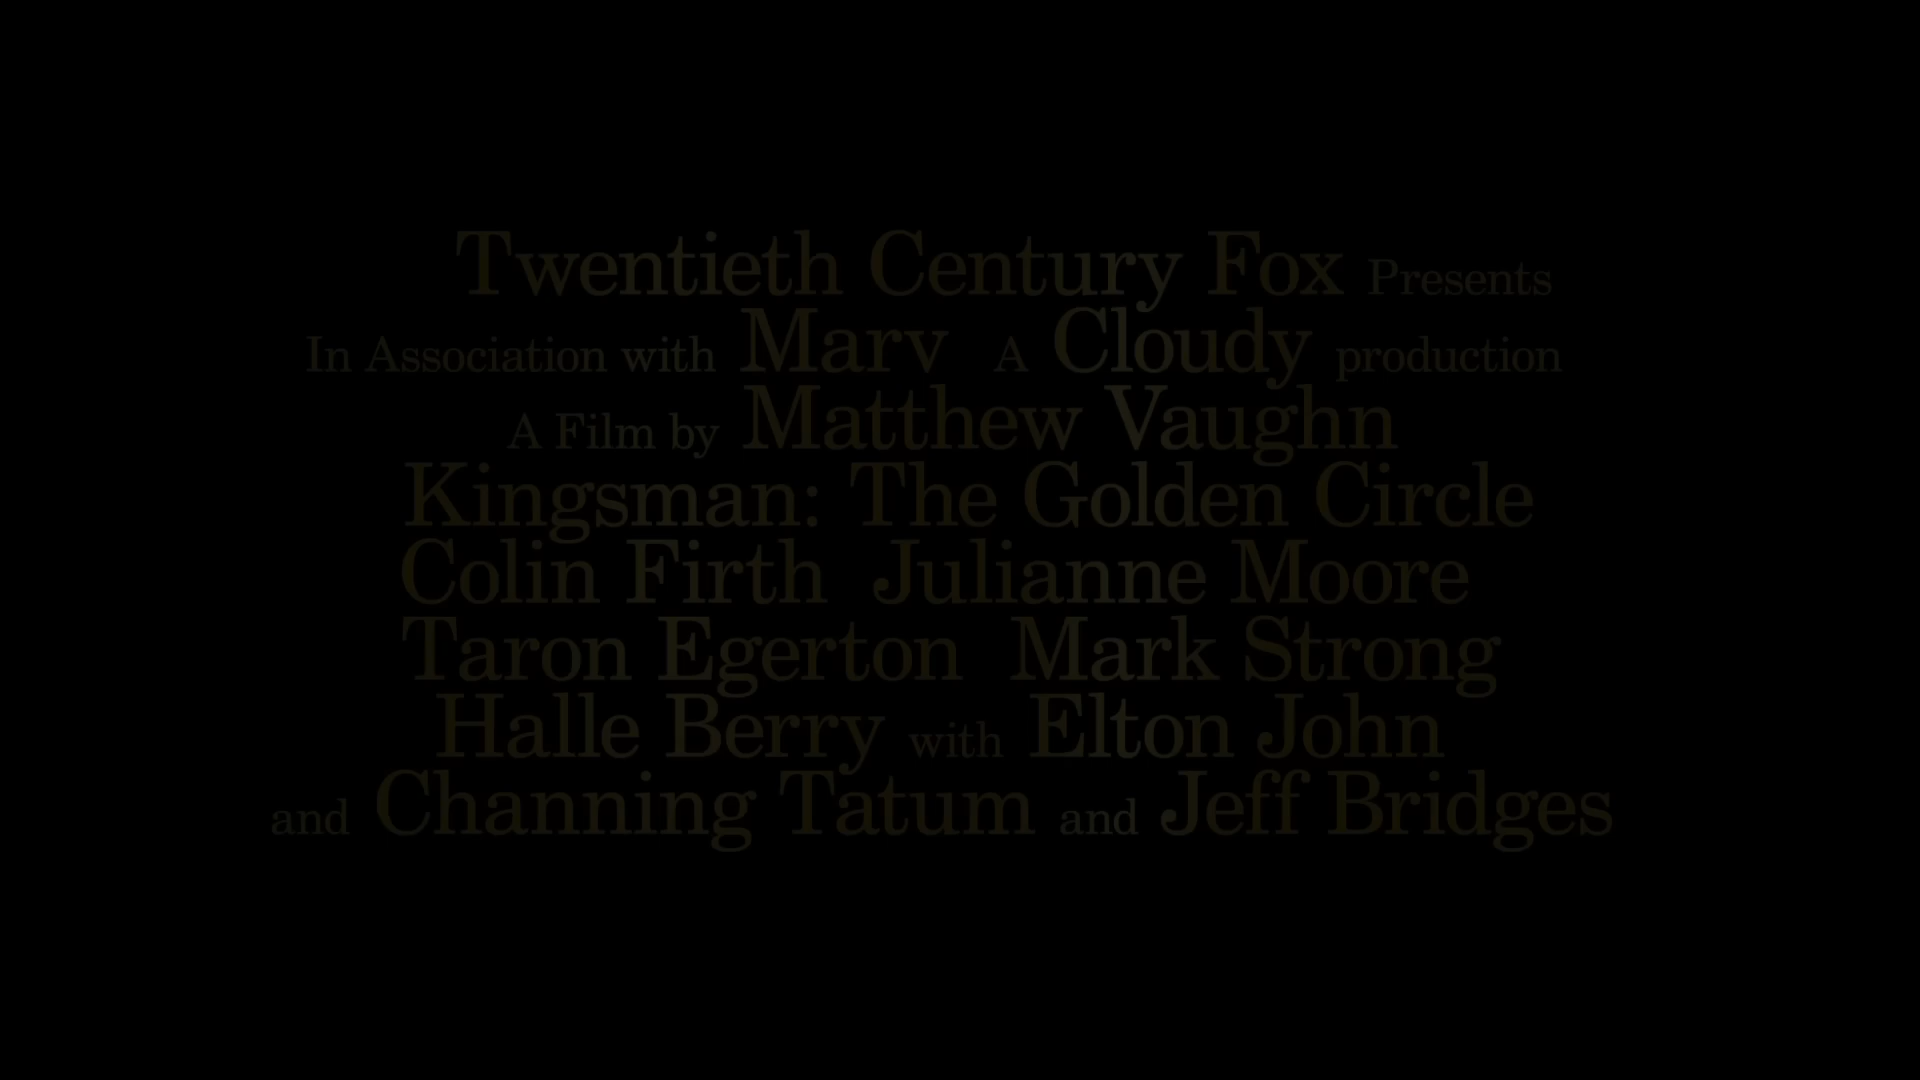 Twentieth Century Fox Presents
In Association with Marv A Cloudy production
A Film by Matthew Vaughn
Kingsman: The Golden Circle
Colin Firth Julianne Moore
Taron Egerton Mark Strong
Halle Berry with Elton John
and Channing Tatum and Jeff Bridges